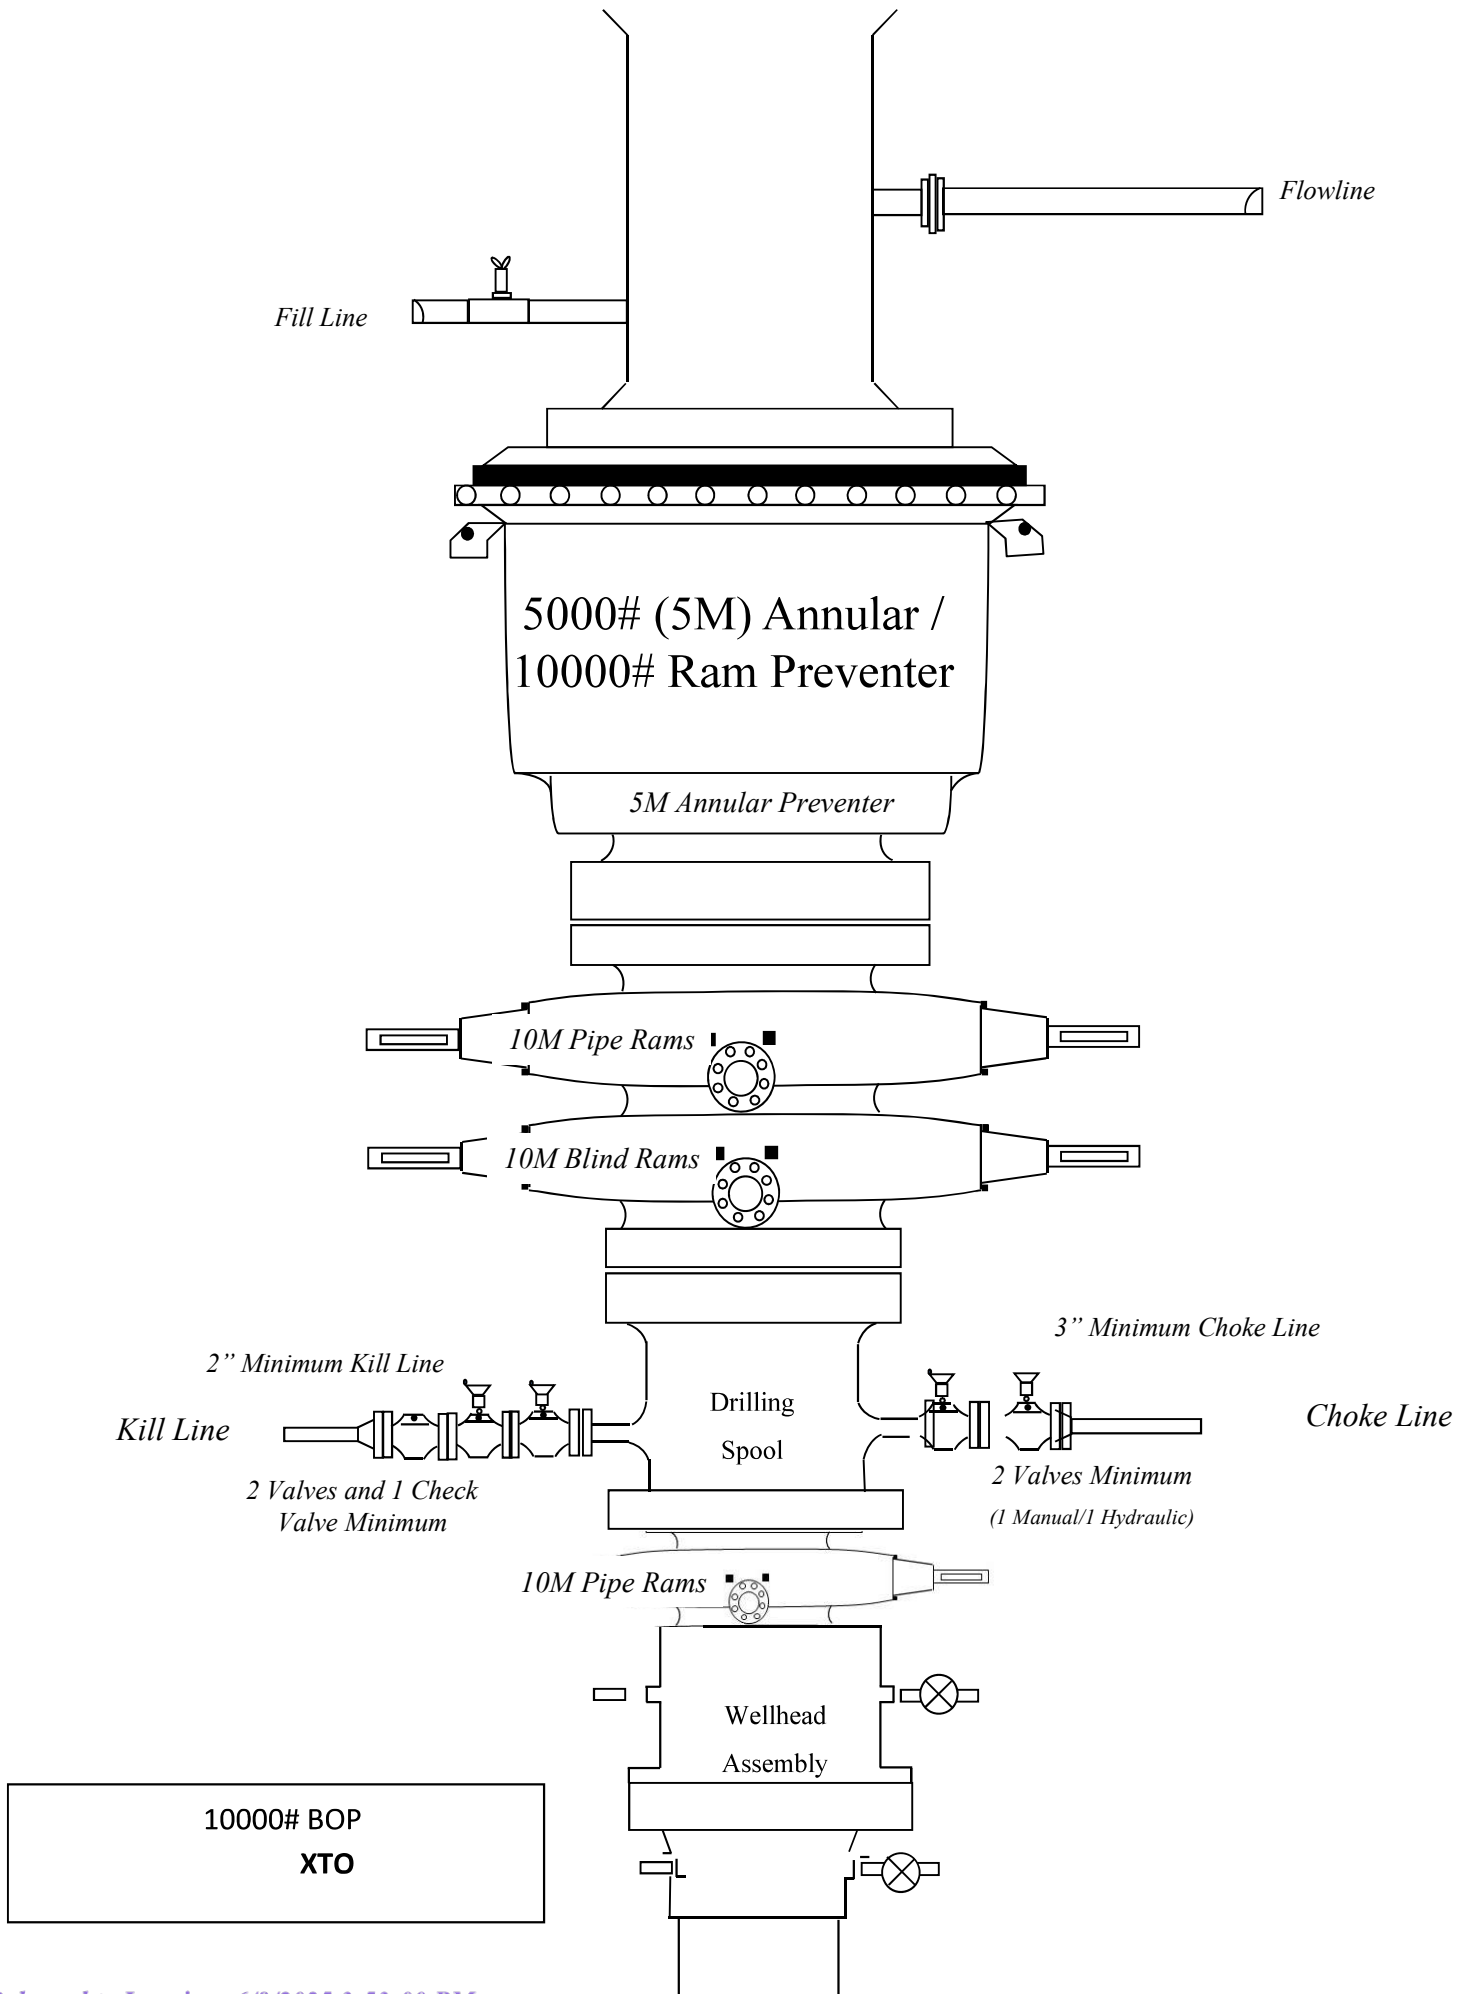 Flowline
Fill Line
5000# (5M) Annular /
10000# Ram Preventer
5M Annular Preventer
10M Pipe Rams
10M Blind Rams
3” Minimum Choke Line
2” Minimum Kill Line
Drilling
Spool
Kill Line
Choke Line
2 Valves and 1 Check
Valve Minimum
2 Valves Minimum
(1 Manual/1 Hydraulic)
10M Pipe Rams
Wellhead
Assembly
10000# BOP
XTO